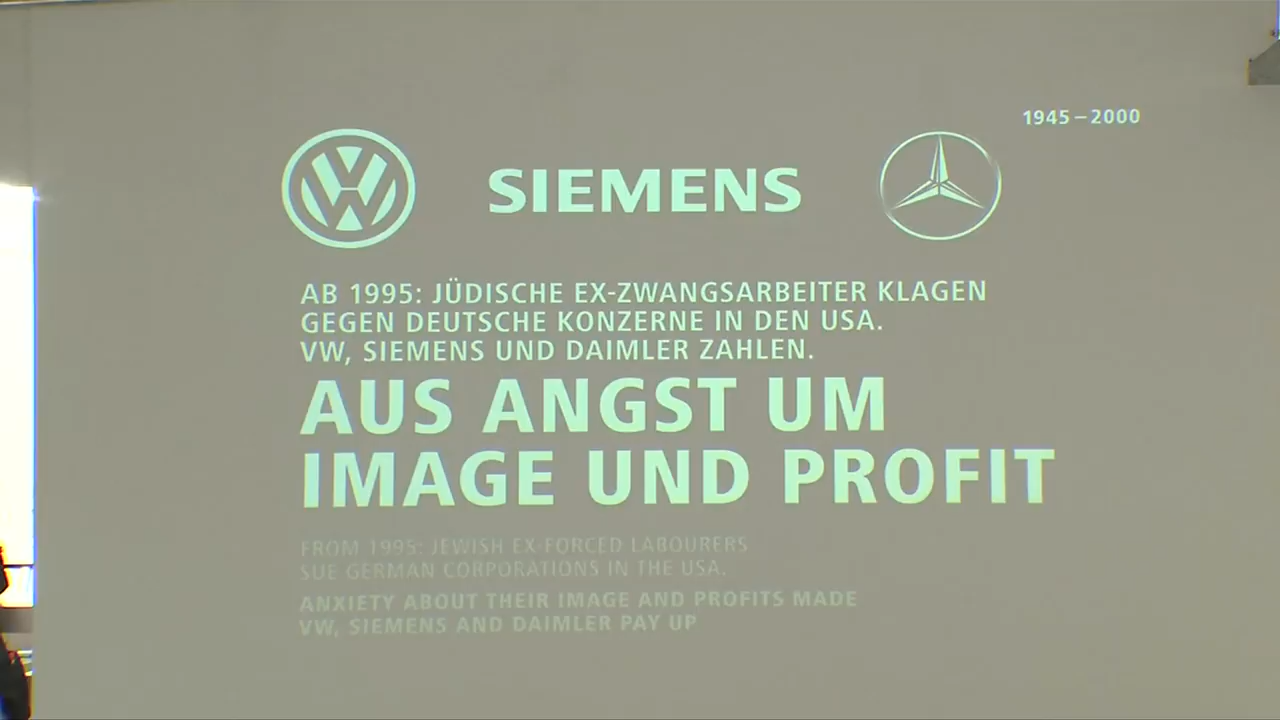 1945–2000
VW
SIEMENS
AB 1995: JÜDISCHE EX-ZWANGSARBEITER KLAGEN
GEGEN DEUTSCHE KONZERNE IN DEN USA.
VW, SIEMENS UND DAIMLER ZAHLEN.
AUS ANGST UM
IMAGE UND PROFIT
FROM 1995: JEWISH EX-FORCED LABOURERS
SUE GERMAN CORPORATIONS IN THE USA.
ANXIETY ABOUT THEIR IMAGE AND PROFITS MADE
VW, SIEMENS AND DAIMLER PAY UP